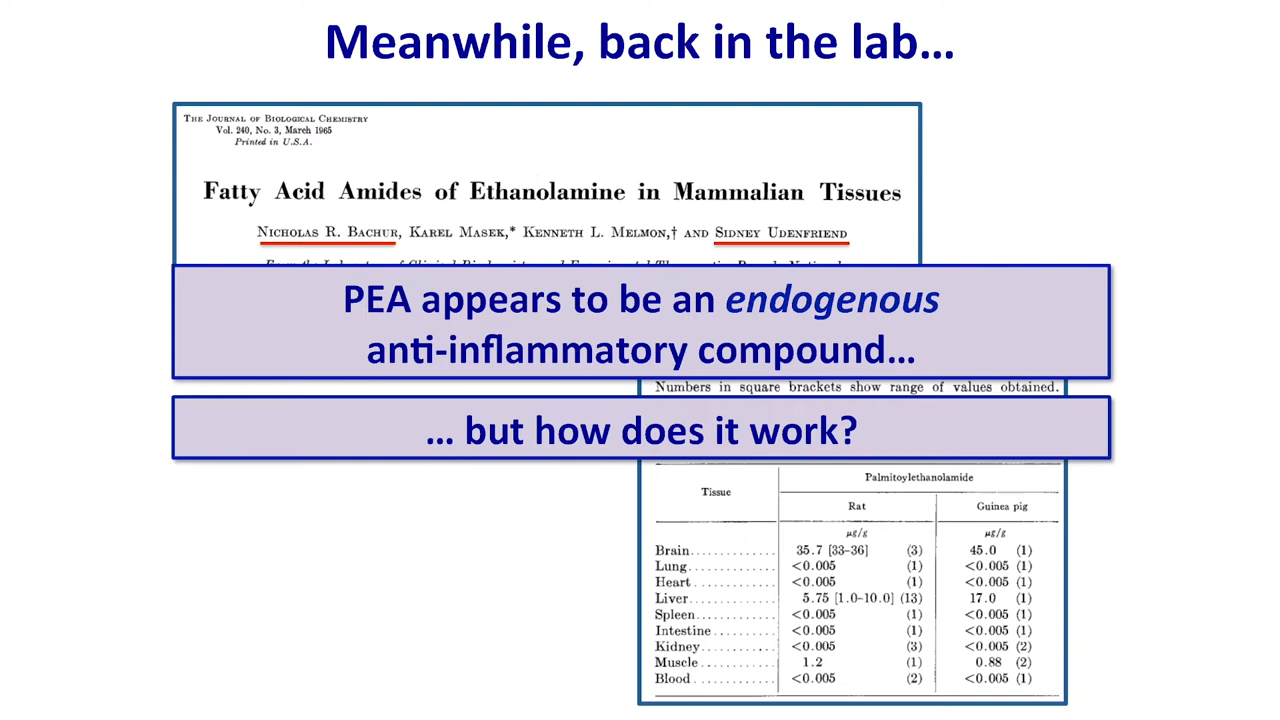 Meanwhile, back in the lab…
THE JOURNAL OF BIOLOGICAL CHEMISTRY
Vol. 240, No. 3, March 1965
Printed in U.S.A.
Fatty Acid Amides of Ethanolamine in Mammalian Tissues
NICHOLAS R. BACHUR, KAREL MASEK,* KENNETH L. MELMON,† AND SIDNEY UDENFRIEND
PEA appears to be an endogenous
anti-inflammatory compound…
Numbers in square brackets show range of values obtained.
… but how does it work?
Tissue
Palmitoylethanolamide
Rat Guinea pig
µg/g µg/g
Brain............. 35.7 [33-36] (3) 45.0 (1)
Lung.............. <0.005 (1) <0.005 (1)
Heart............. <0.005 (1) <0.005 (1)
Liver............. 5.75 [1.0-10.0] (13) 17.0 (1)
Spleen............ <0.005 (1) <0.005 (1)
Intestine......... <0.005 (1) <0.005 (1)
Kidney............ <0.005 (3) <0.005 (2)
Muscle............ 1.2 (1) 0.88 (2)
Blood............. <0.005 (2) <0.005 (1)